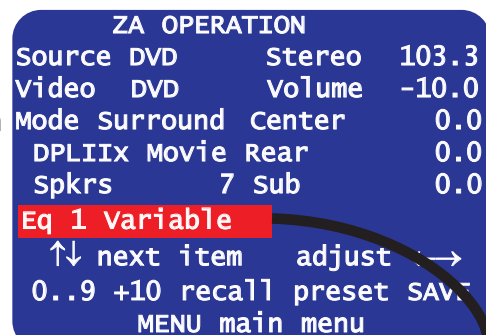 ZA OPERATION
Source DVD Stereo 103.3
Video DVD Volume -10.0
Mode Surround Center 0.0
DPLIIx Movie Rear 0.0
Spkrs 7 Sub 0.0
Eq 1 Variable
↑↓ next item adjust ←→
0..9 +10 recall preset SAVE
MENU main menu